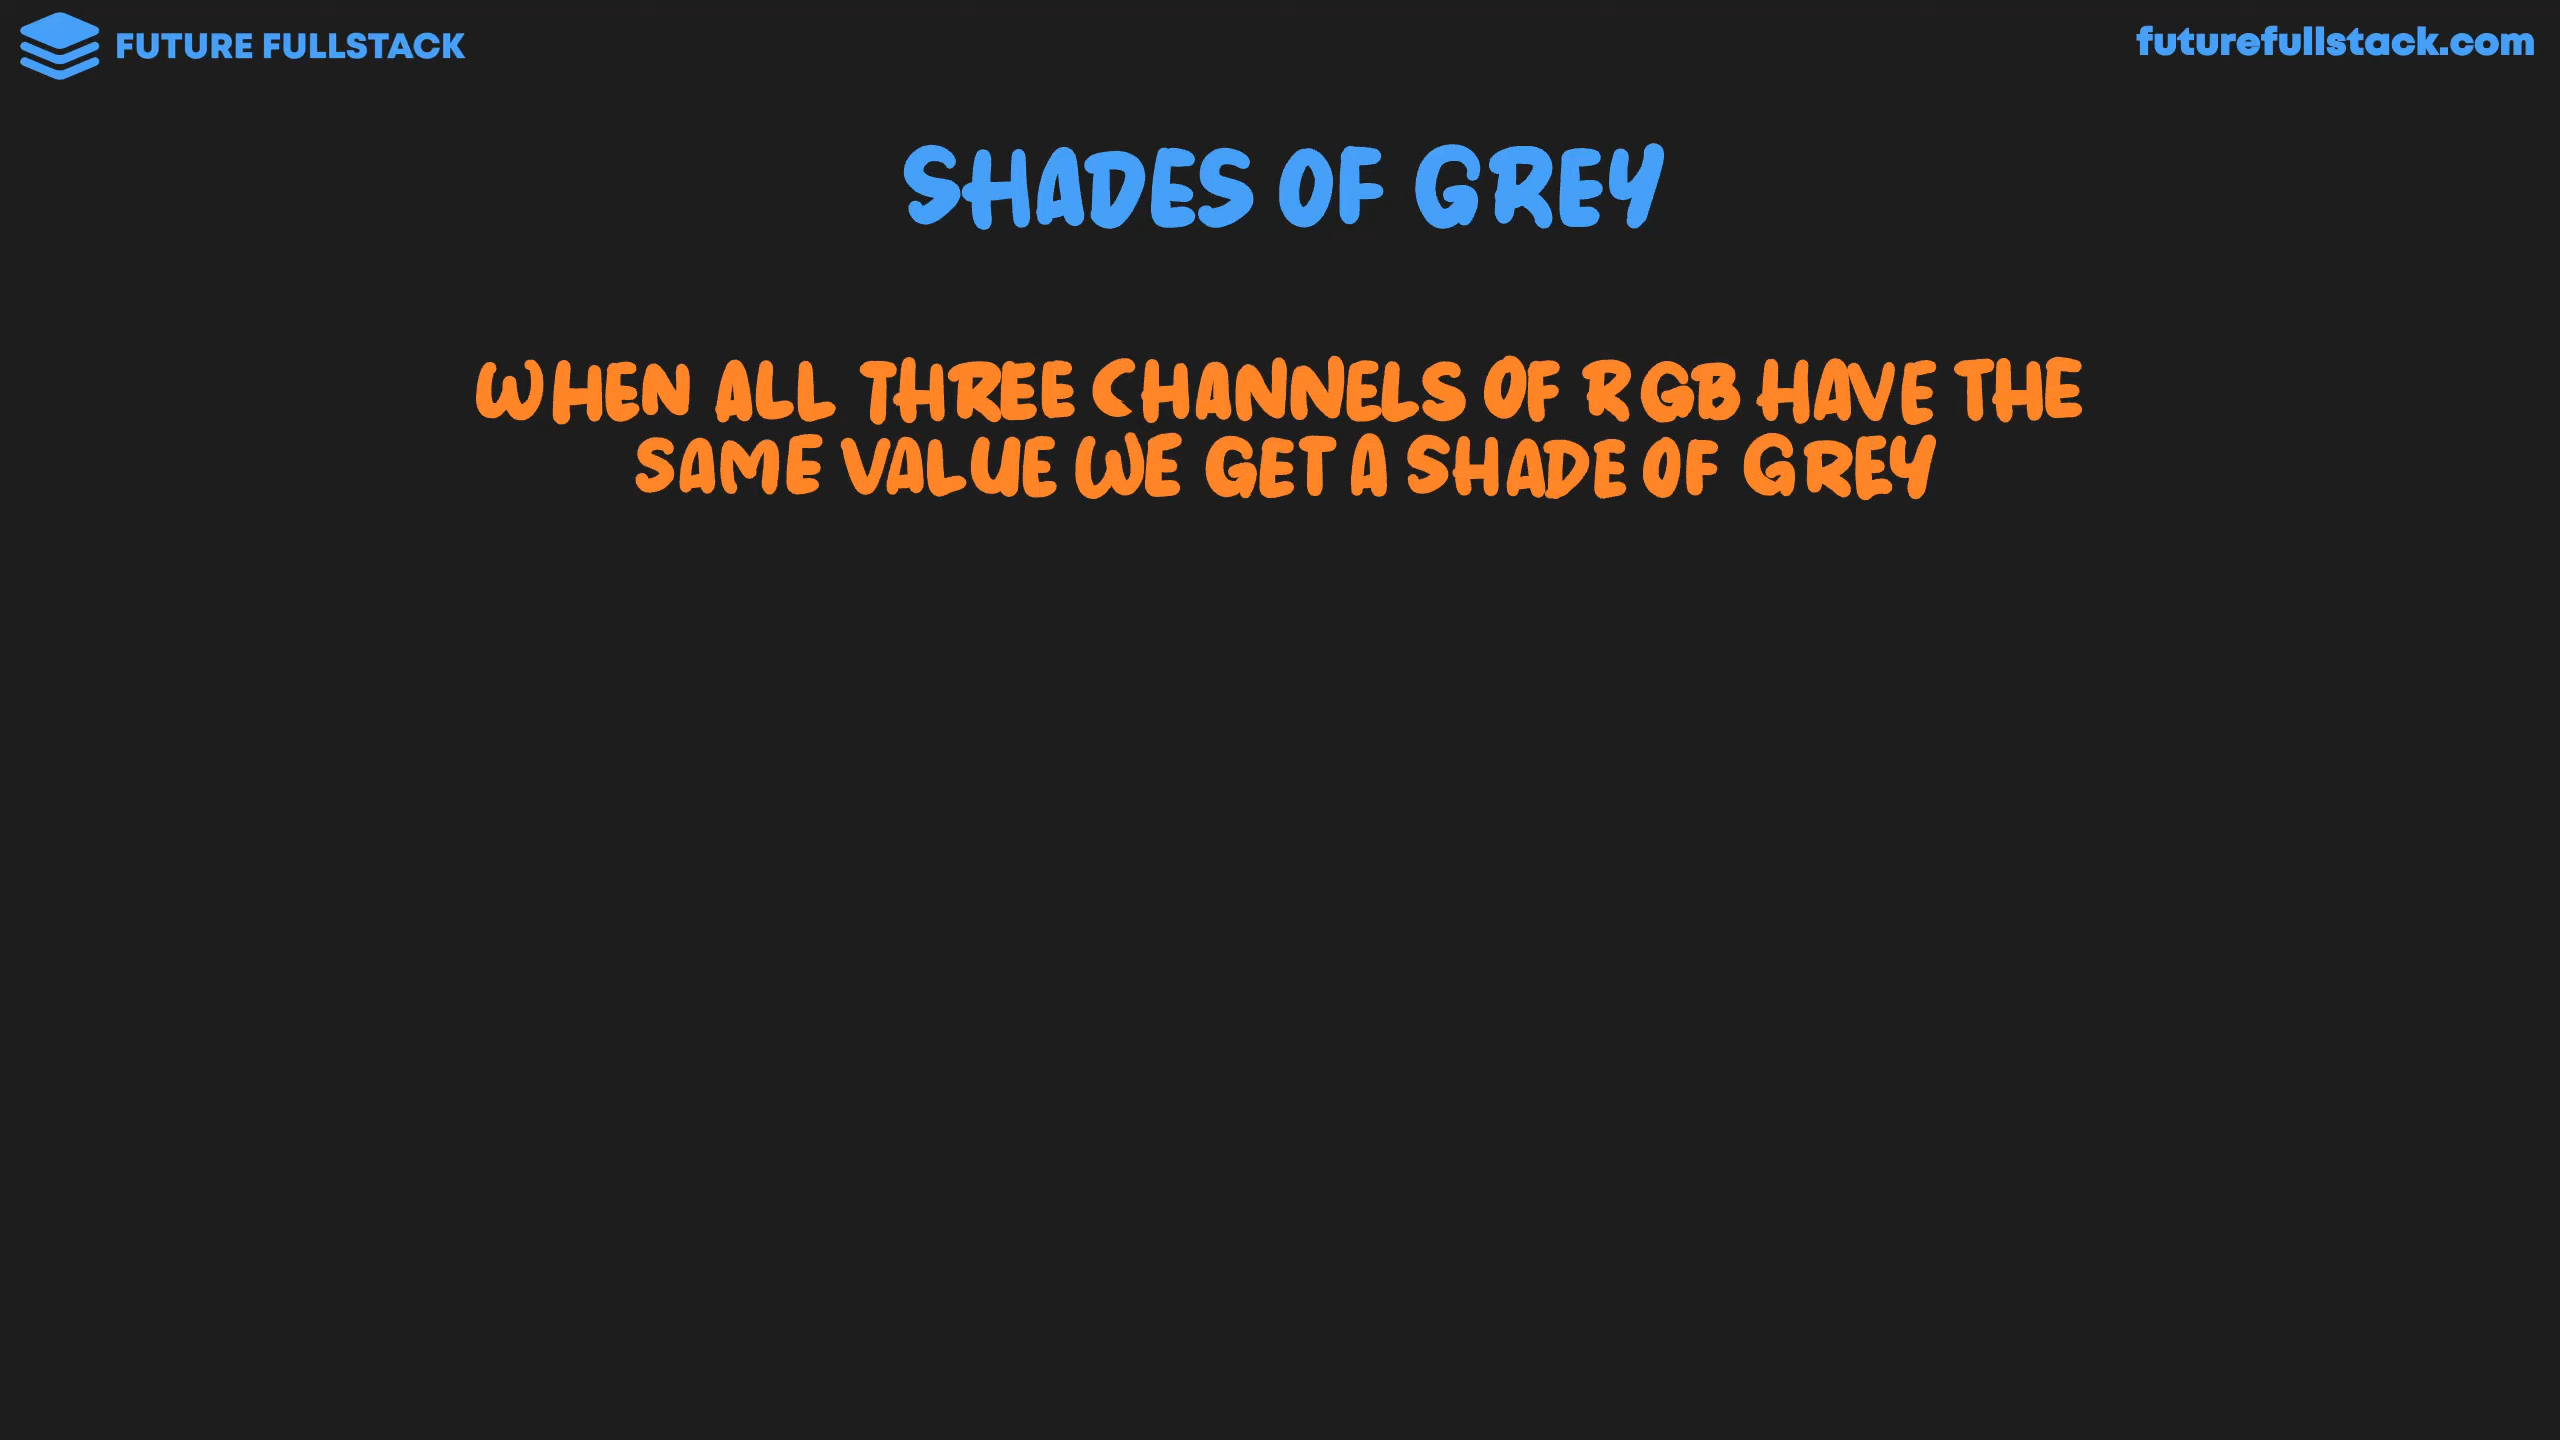 FUTURE FULLSTACK
futurefullstack.com
SHADES OF GREY
WHEN ALL THREE CHANNELS OF RGB HAVE THE
SAME VALUE WE GET A SHADE OF GREY